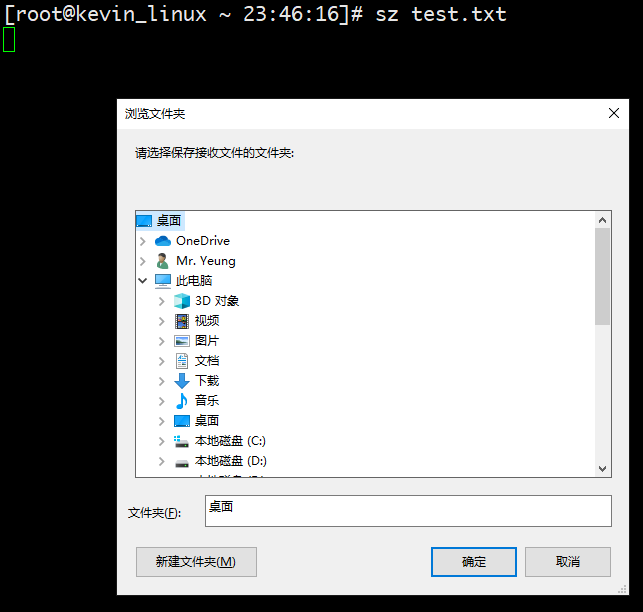 [root@kevin_linux ~ 23:46:16]# sz test.txt
浏览文件夹
请选择保存接收文件的文件夹:
桌面
OneDrive
Mr. Yeung
此电脑
3D 对象
视频
图片
文档
下载
音乐
桌面
本地磁盘 (C:)
本地磁盘 (D:)
文件夹(F):
桌面
新建文件夹(M)
确定
取消